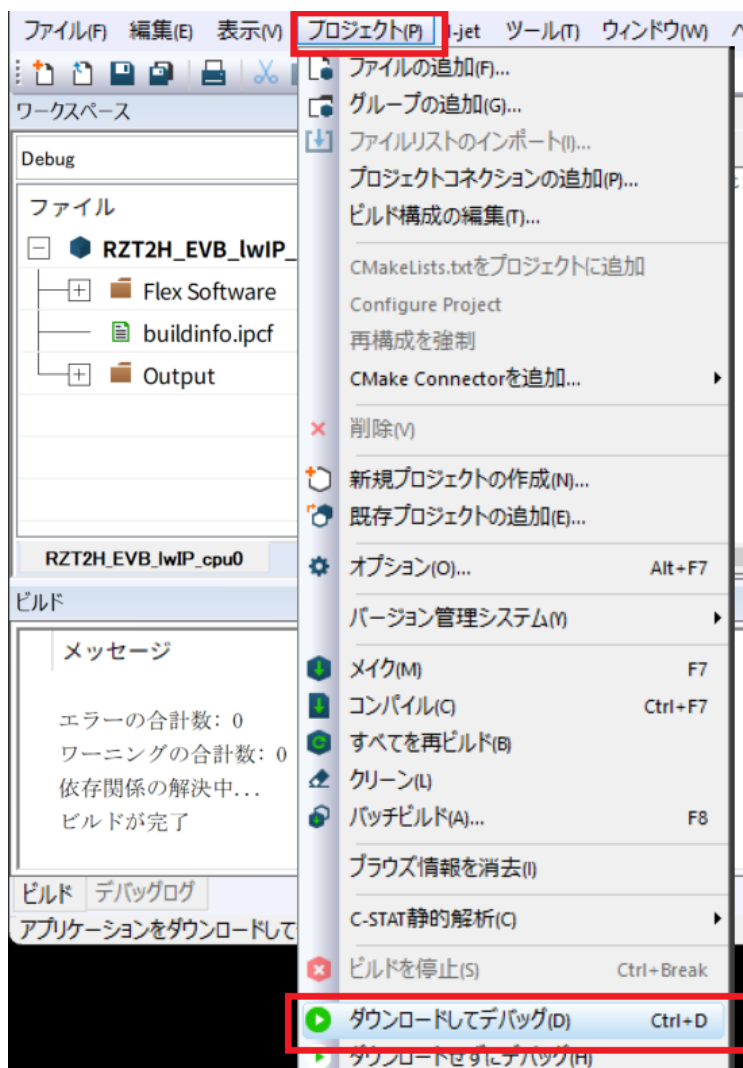 ファイル(F) 編集(E) 表示(V) プロジェクト(P) I-jet ツール(T) ウィンドウ(W)
ワークスペース
Debug
ファイル
RZT2H_EVB_lwIP_
Flex Software
buildinfo.ipcf
Output
RZT2H_EVB_lwIP_cpu0
ビルド
メッセージ
エラーの合計数: 0
ワーニングの合計数: 0
依存関係の解決中...
ビルドが完了
ビルド デバッグログ
アプリケーションをダウンロードして
ファイルの追加(F)...
グループの追加(G)...
ファイルリストのインポート(I)...
プロジェクトコネクションの追加(P)...
ビルド構成の編集(T)...
CMakeLists.txtをプロジェクトに追加
Configure Project
再構成を強制
CMake Connectorを追加...
削除(V)
新規プロジェクトの作成(N)...
既存プロジェクトの追加(E)...
オプション(O)... Alt+F7
バージョン管理システム(Y)
メイク(M) F7
コンパイル(C) Ctrl+F7
すべてを再ビルド(B)
クリーン(L)
バッチビルド(A)... F8
ブラウズ情報を消去(I)
C-STAT静的解析(C)
ビルドを停止(S) Ctrl+Break
ダウンロードしてデバッグ(D) Ctrl+D
ダウンロードせずにデバッグ(H)